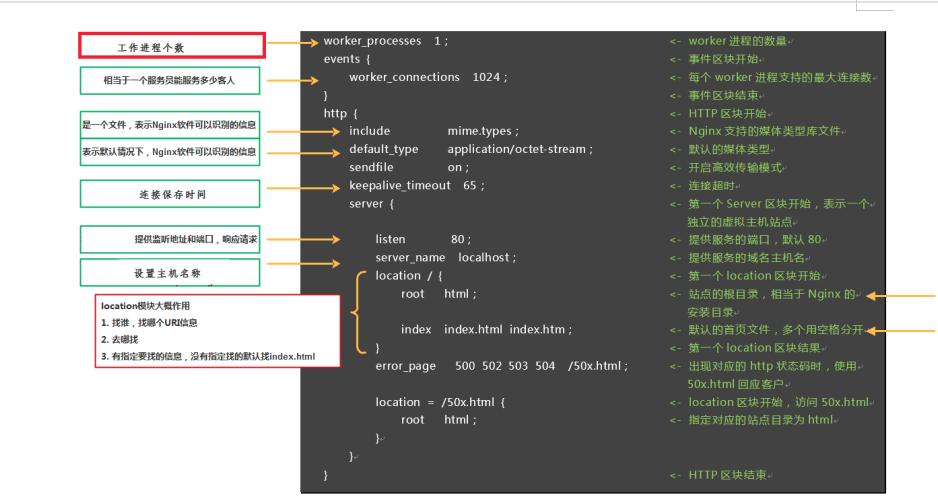 工作进程个数
worker_processes 1 ; <- worker 进程的数量
events { <- 事件区块开始
相当于一个服务员能服务多少客人
worker_connections 1024 ; <- 每个 worker 进程支持的最大连接数
} <- 事件区块结束
http { <- HTTP 区块开始
是一个文件，表示Nginx软件可以识别的信息
include mime.types ; <- Nginx 支持的媒体类型库文件
表示默认情况下，Nginx软件可以识别的信息
default_type application/octet-stream ; <- 默认的媒体类型
sendfile on ; <- 开启高效传输模式
连接保存时间
keepalive_timeout 65 ; <- 连接超时
server { <- 第一个 Server 区块开始，表示一个
独立的虚拟主机站点
提供监听地址和端口，响应请求
listen 80 ; <- 提供服务的端口，默认 80
设置主机名称
server_name localhost ; <- 提供服务的域名主机名
location / { <- 第一个 location 区块开始
root html ; <- 站点的根目录，相当于 Nginx 的
安装目录
index index.html index.htm ; <- 默认的首页文件，多个用空格分开
} <- 第一个 location 区块结果
location模块大概作用
1. 找谁，找哪个URI信息
2. 去哪找
3. 有指定要找的信息，没有指定找的默认找index.html
error_page 500 502 503 504 /50x.html ; <- 出现对应的 http 状态码时，使用
50x.html 回应客户
location = /50x.html { <- location 区块开始，访问 50x.html
root html ; <- 指定对应的站点目录为 html
}
}
} <- HTTP 区块结束